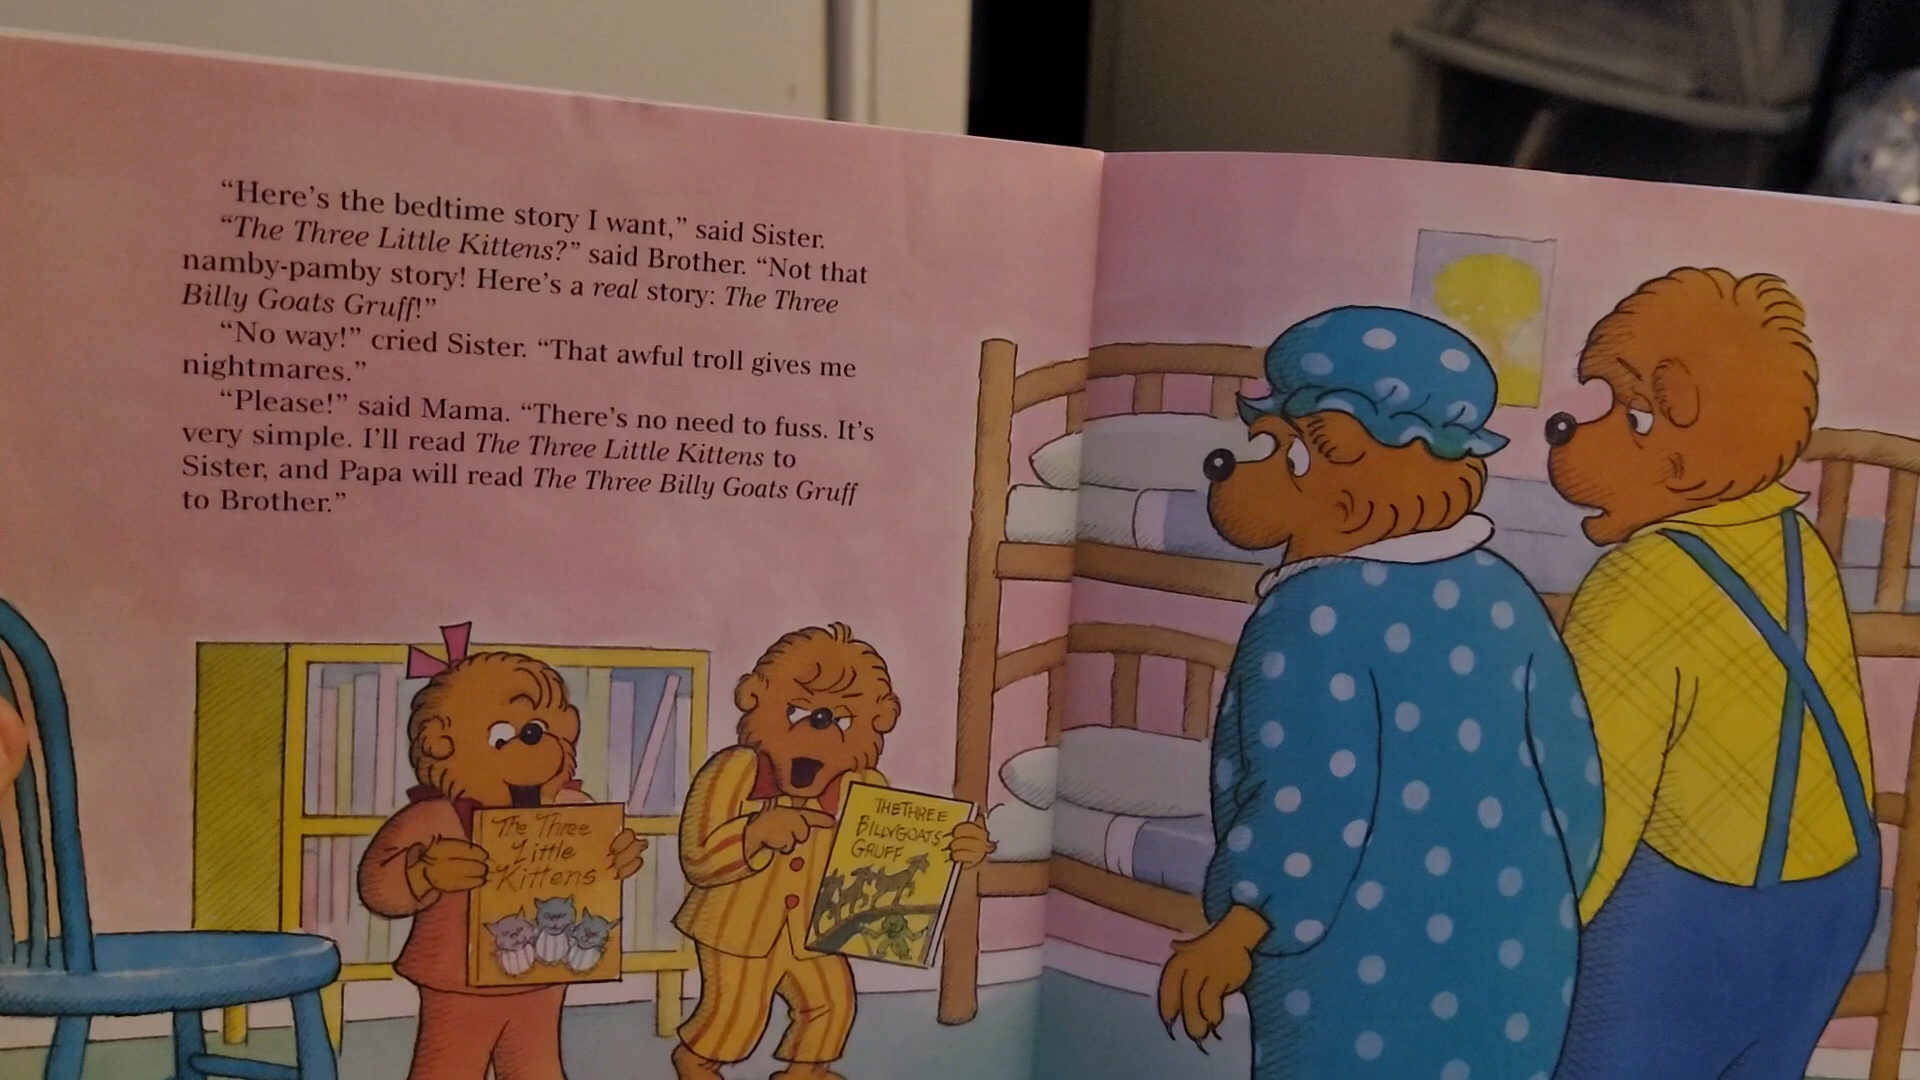 “Here’s the bedtime story I want,” said Sister.
“The Three Little Kittens?” said Brother. “Not that
namby-pamby story! Here’s a real story: The Three
Billy Goats Gruff!”
“No way!” cried Sister. “That awful troll gives me
nightmares.”
“Please!” said Mama. “There’s no need to fuss. It’s
very simple. I’ll read The Three Little Kittens to
Sister, and Papa will read The Three Billy Goats Gruff
to Brother.”
The Three
Little
Kittens
THE THREE
BILLY GOATS
GRUFF